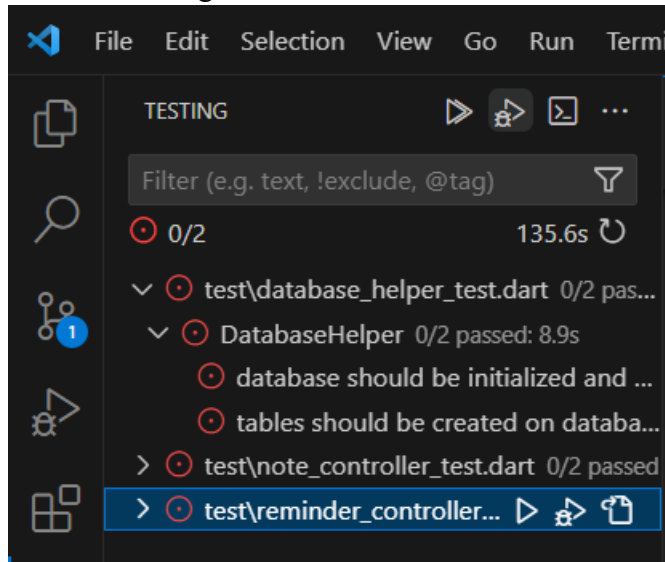 File Edit Selection View Go Run Termi
TESTING
Filter (e.g. text, !exclude, @tag)
0/2 135.6s
test\database_helper_test.dart 0/2 pas...
DatabaseHelper 0/2 passed: 8.9s
database should be initialized and ...
tables should be created on databa...
test\note_controller_test.dart 0/2 passed
test\reminder_controller...
1